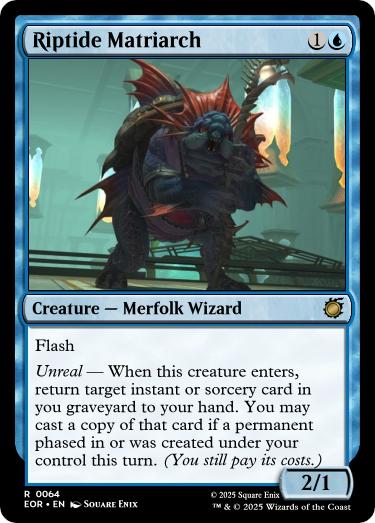 Riptide Matriarch 1
Creature — Merfolk Wizard
Flash
Unreal — When this creature enters,
return target instant or sorcery card in
you graveyard to your hand. You may
cast a copy of that card if a permanent
phased in or was created under your
control this turn. (You still pay its costs.)
2/1
R 0064 © 2025 Square Enix
EOR • EN SQUARE ENIX ™ & © 2025 Wizards of the Coast